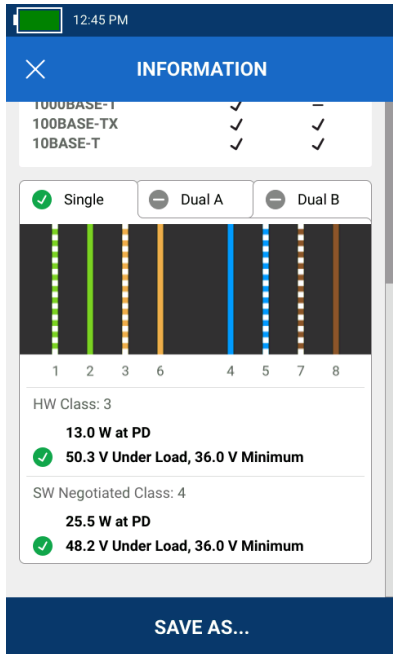 12:45 PM
INFORMATION
1000BASE-T
100BASE-TX
10BASE-T
Single Dual A Dual B
1 2 3 6 4 5 7 8
HW Class: 3
13.0 W at PD
50.3 V Under Load, 36.0 V Minimum
SW Negotiated Class: 4
25.5 W at PD
48.2 V Under Load, 36.0 V Minimum
SAVE AS...